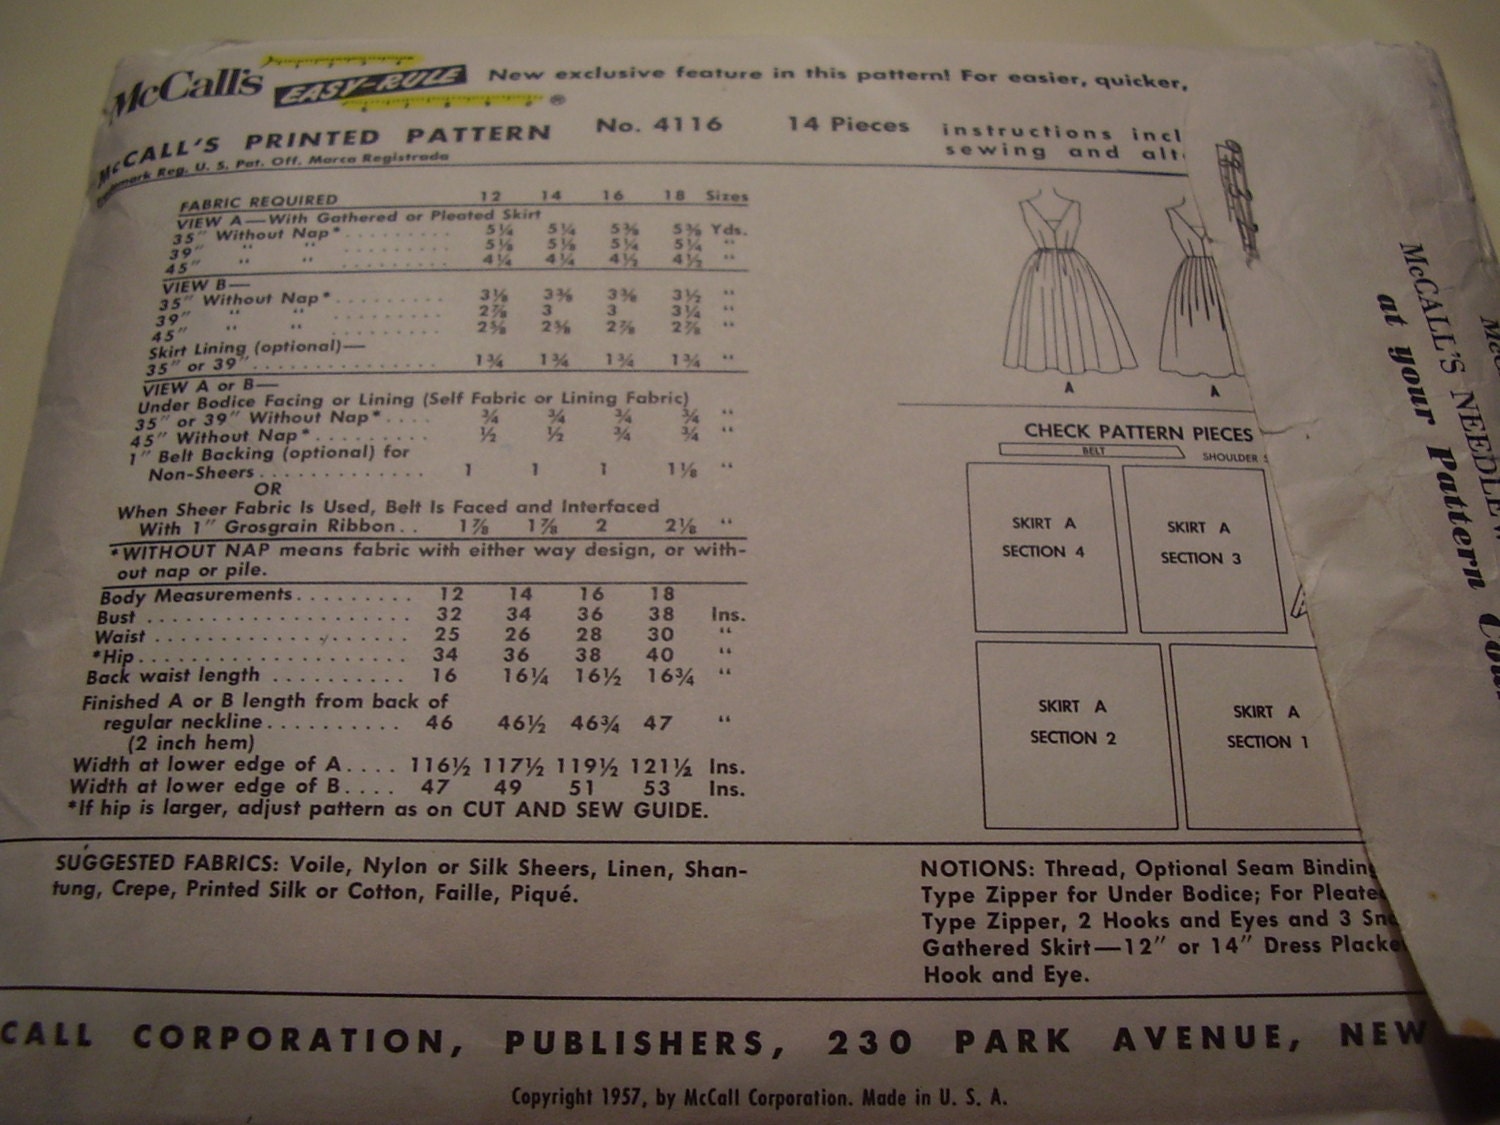 McCall's EASY-RULE ® New exclusive feature in this pattern! For easier, quicker,
McCALL'S PRINTED PATTERN No. 4116 14 Pieces instructions incl
Reg. U. S. Pat. Off. Marca Registrada sewing and alt
FABRIC REQUIRED 12 14 16 18 Sizes
VIEW A—With Gathered or Pleated Skirt
35" Without Nap* . . . . . . . . . 5¼ 5¼ 5⅜ 5⅜ Yds.
39" " " . . . . . . . . . 5⅛ 5⅛ 5¼ 5¼ "
45" " " . . . . . . . . . 4¼ 4¼ 4½ 4½ "
VIEW B—
35" Without Nap* . . . . . . . . . 3⅛ 3⅜ 3⅜ 3½ "
39" " " . . . . . . . . . 2⅞ 3 3 3¼ "
45" " " . . . . . . . . . 2⅝ 2⅝ 2⅞ 2⅞ "
Skirt Lining (optional)—
35" or 39" . . . . . . . . . . . . . . 1¾ 1¾ 1¾ 1¾ "
VIEW A or B—
Under Bodice Facing or Lining (Self Fabric or Lining Fabric)
35" or 39" Without Nap* . . . . ¾ ¾ ¾ ¾ "
45" Without Nap* . . . . . . . . . ½ ½ ¾ ¾ "
1" Belt Backing (optional) for
Non-Sheers . . . . . . . . . . . . . 1 1 1 1⅛ "
OR
When Sheer Fabric Is Used, Belt Is Faced and Interfaced
With 1" Grosgrain Ribbon . . 1⅞ 1⅞ 2 2⅛ "
*WITHOUT NAP means fabric with either way design, or with-
out nap or pile.
Body Measurements . . . . . . . . . 12 14 16 18
Bust . . . . . . . . . . . . . . . . . . . . 32 34 36 38 Ins.
Waist . . . . . . . . . . . . . . . . . . . 25 26 28 30 "
*Hip . . . . . . . . . . . . . . . . . . . . 34 36 38 40 "
Back waist length . . . . . . . . . . 16 16¼ 16½ 16¾ "
Finished A or B length from back of
regular neckline . . . . . . . . . . 46 46½ 46¾ 47 "
(2 inch hem)
Width at lower edge of A . . . . 116½ 117½ 119½ 121½ Ins.
Width at lower edge of B . . . . 47 49 51 53 Ins.
*If hip is larger, adjust pattern as on CUT AND SEW GUIDE.
A
A
CHECK PATTERN PIECES
BELT
SHOULDER
SKIRT A
SECTION 4
SKIRT A
SECTION 3
SKIRT A
SECTION 2
SKIRT A
SECTION 1
McCALL'S NEEDLEW
at your Pattern Cou
SUGGESTED FABRICS: Voile, Nylon or Silk Sheers, Linen, Shan-
tung, Crepe, Printed Silk or Cotton, Faille, Piqué.
NOTIONS: Thread, Optional Seam Binding
Type Zipper for Under Bodice; For Pleate
Type Zipper, 2 Hooks and Eyes and 3 Sn
Gathered Skirt—12" or 14" Dress Placke
Hook and Eye.
CALL CORPORATION, PUBLISHERS, 230 PARK AVENUE, NEW
Copyright 1957, by McCall Corporation. Made in U. S. A.